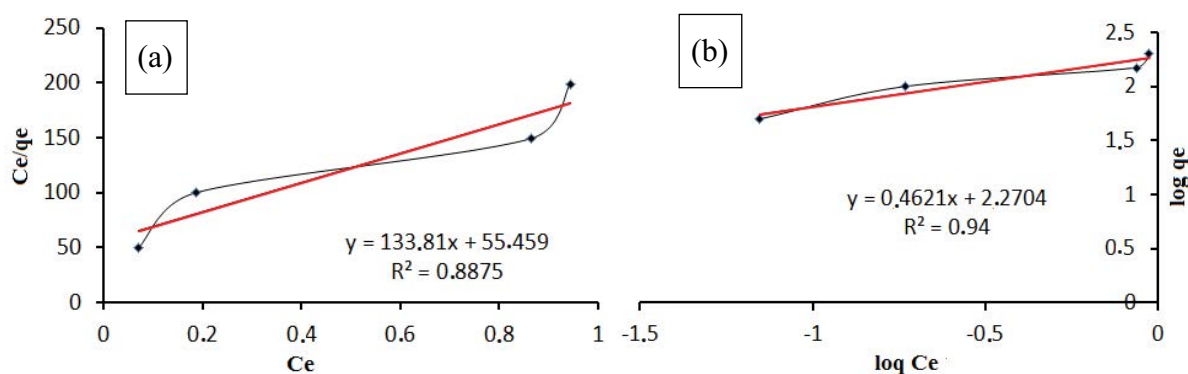 (a)
250
200
150
100
50
0
Ce/qe
y = 133.81x + 55.459
R² = 0.8875
0 0.2 0.4 0.6 0.8 1
Ce
(b)
2.5
2
1.5
1
0.5
0
log qe
y = 0.4621x + 2.2704
R² = 0.94
-1.5 -1 -0.5 0
loq Ce